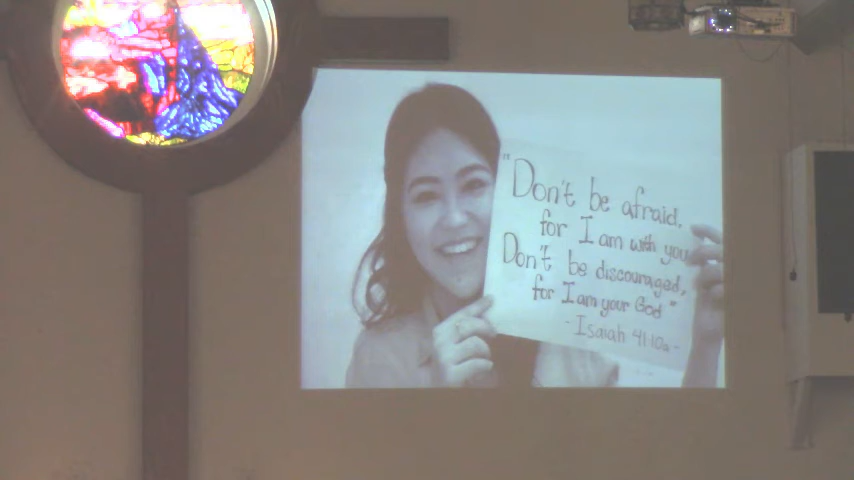 "Don't be afraid,
for I am with you
Don't be discouraged,
for I am your God"
- Isaiah 41:10a -